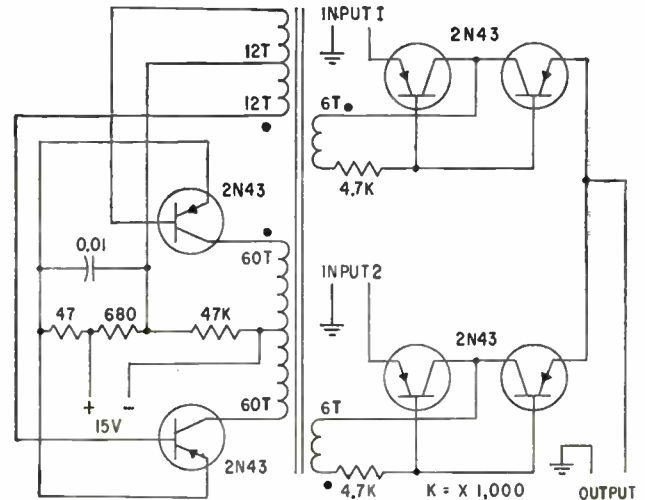 INPUT 1
12T
2N43
12T
6T
2N43
4.7K
0.01
60T
INPUT 2
47
680
47K
2N43
+
-
15V
60T
6T
2N43
4.7K
K = X 1,000
OUTPUT